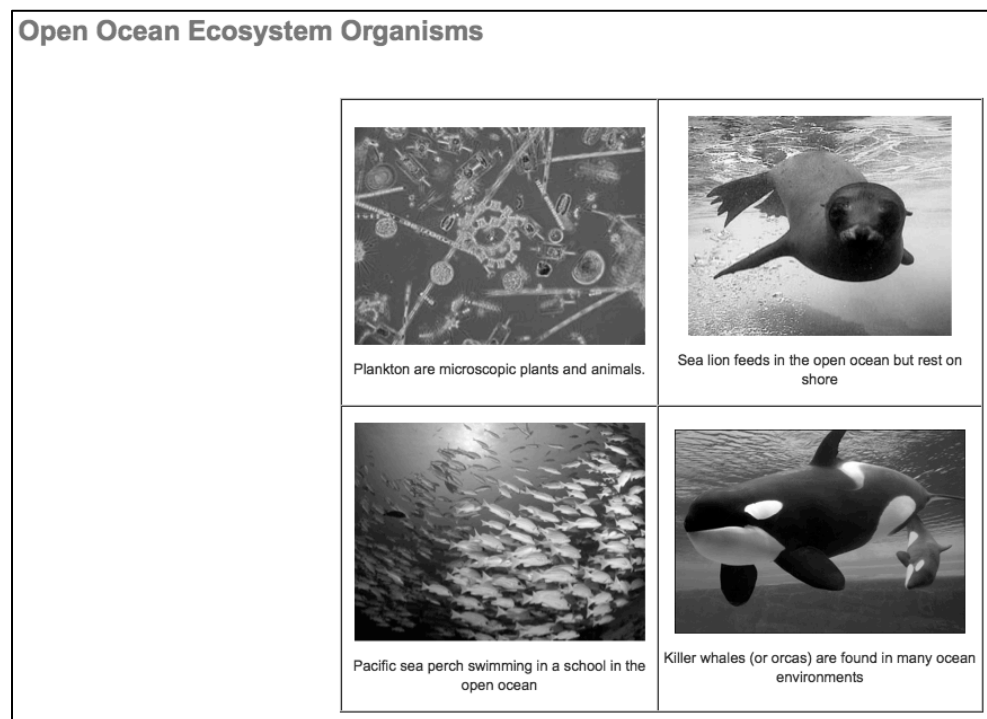 Open Ocean Ecosystem Organisms
Plankton are microscopic plants and animals.
Sea lion feeds in the open ocean but rest on
shore
Pacific sea perch swimming in a school in the
open ocean
Killer whales (or orcas) are found in many ocean
environments